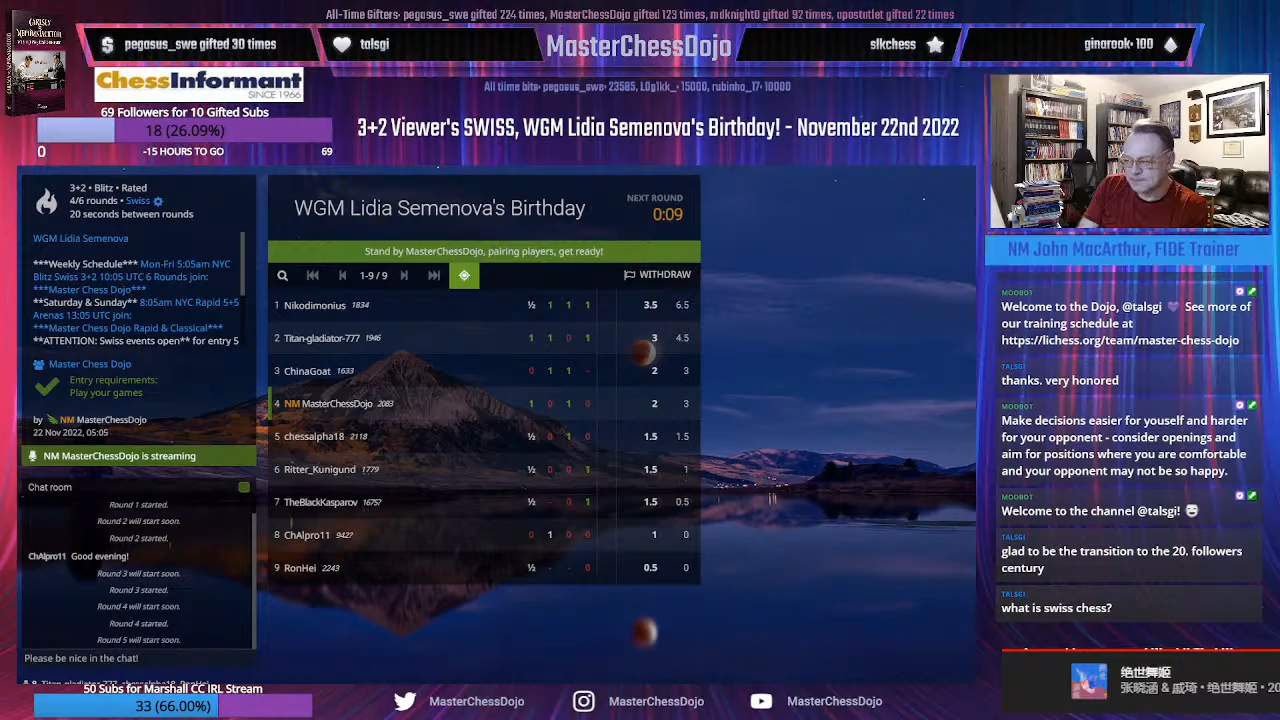 All-Time Gifters· pegasus_swe gifted 224 times, MasterChessDojo gifted 123 times, mdknight0 gifted 92 times, apostatlet gifted 22 times
pegasus_swe gifted 30 times
talsgi
MasterChessDojo
slkchess
ginarook· 100
ChessInformant
SINCE 1966
All time bits· pegasus_swe· 23585, L0g1kk_· 15000, rubinho_17· 10000
69 Followers for 10 Gifted Subs
18 (26.09%)
0
-15 HOURS TO GO
69
3+2 Viewer's SWISS, WGM Lidia Semenova's Birthday! - November 22nd 2022
3+2 • Blitz • Rated
4/6 rounds • Swiss
20 seconds between rounds
WGM Lidia Semenova
***Weekly Schedule*** Mon-Fri 5:05am NYC
Blitz Swiss 3+2 10:05 UTC 6 Rounds join:
***Master Chess Dojo***
**Saturday & Sunday** 8:05am NYC Rapid 5+5
Arenas 13:05 UTC join:
***Master Chess Dojo Rapid & Classical***
**ATTENTION: Swiss events open** for entry 5
Master Chess Dojo
Entry requirements:
Play your games
by NM MasterChessDojo
22 Nov 2022, 05:05
NM MasterChessDojo is streaming
Chat room
Round 1 started.
Round 2 will start soon.
Round 2 started.
ChAlpro11 Good evening!
Round 3 will start soon.
Round 3 started.
Round 4 will start soon.
Round 4 started.
Round 5 will start soon.
Please be nice in the chat!
WGM Lidia Semenova's Birthday
NEXT ROUND
0:09
Stand by MasterChessDojo, pairing players, get ready!
1-9 / 9
WITHDRAW
1 Nikodimonius 1834 ½ 1 1 1 3.5 6.5
2 Titan-gladiator-777 1946 1 1 0 1 3 4.5
3 ChinaGoat 1633 0 1 1 - 2 3
4 NM MasterChessDojo 2083 1 0 1 0 2 3
5 chessalpha18 2118 ½ 0 1 0 1.5 1.5
6 Ritter_Kunigund 1779 ½ 0 0 1 1.5 1
7 TheBlackKasparov 1675? ½ - 0 1 1.5 0.5
8 ChAlpro11 942? 0 1 0 0 1 0
9 RonHei 2243 ½ - - 0 0.5 0
NM John MacArthur, FIDE Trainer
MOOBOT
Welcome to the Dojo, @talsgi 💜 See more of
our training schedule at
https://lichess.org/team/master-chess-dojo
TALSGI
thanks. very honored
MOOBOT
Make decisions easier for youself and harder
for your opponent - consider openings and
aim for positions where you are comfortable
and your opponent may not be so happy.
MOOBOT
Welcome to the channel @talsgi! 😄
TALSGI
glad to be the transition to the 20. followers
century
TALSGI
what is swiss chess?
绝世舞姬
张晓涵 & 戚琦 • 绝世舞姬 • 20
50 Subs for Marshall CC IRL Stream
33 (66.00%)
MasterChessDojo
MasterChessDojo
MasterChessDojo